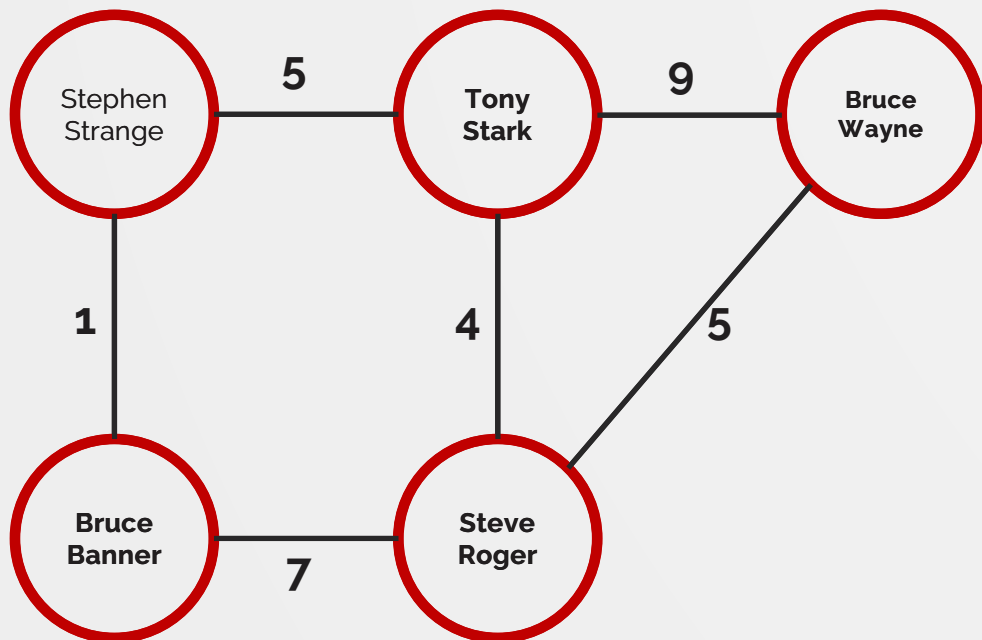 5
9
Stephen
Strange
Tony
Stark
Bruce
Wayne
1
4
5
Bruce
Banner
Steve
Roger
7